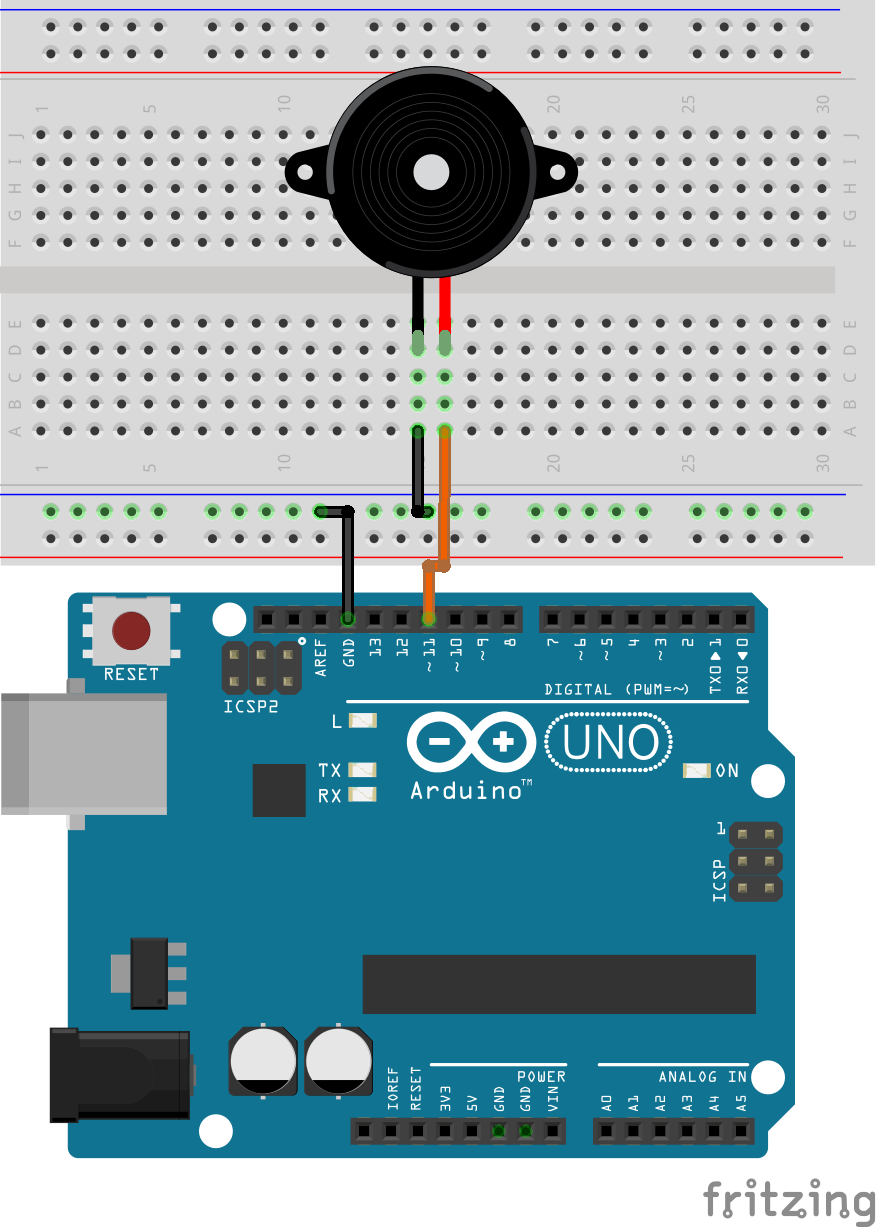 1 5 10 20 25 30
J J
I I
H H
G G
F F
E E
D D
C C
B B
A A
1 5 10 20 25 30
RESET
ICSP2
AREF GND 13 12 ~11 ~10 ~9 8 7 ~6 ~5 4 ~3 2 TX0▶1 RX0◀0
DIGITAL (PWM=~)
L
TX
RX
Arduino™
UNO
ON
1
ICSP
POWER
ANALOG IN
IOREF RESET 3V3 5V GND GND VIN A0 A1 A2 A3 A4 A5
fritzing